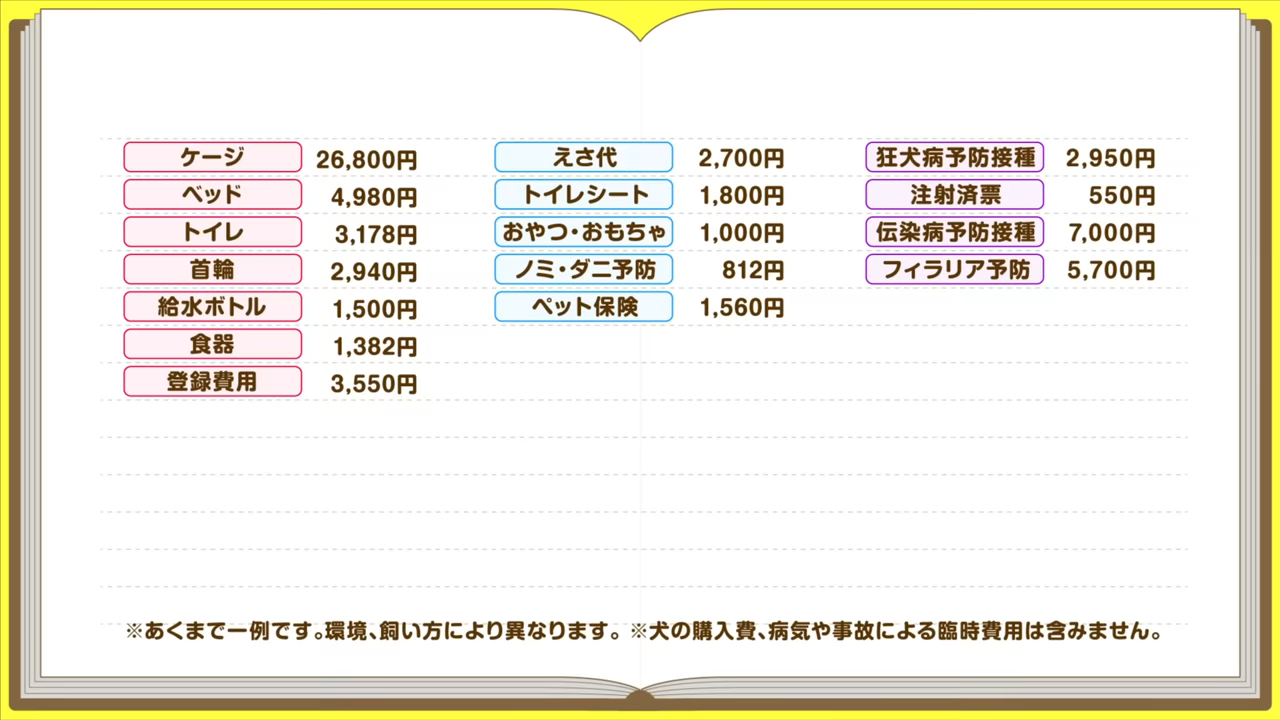 ケージ 26,800円
ベッド 4,980円
トイレ 3,178円
首輪 2,940円
給水ボトル 1,500円
食器 1,382円
登録費用 3,550円
えさ代 2,700円
トイレシート 1,800円
おやつ・おもちゃ 1,000円
ノミ・ダニ予防 812円
ペット保険 1,560円
狂犬病予防接種 2,950円
注射済票 550円
伝染病予防接種 7,000円
フィラリア予防 5,700円
※あくまで一例です。環境、飼い方により異なります。 ※犬の購入費、病気や事故による臨時費用は含みません。